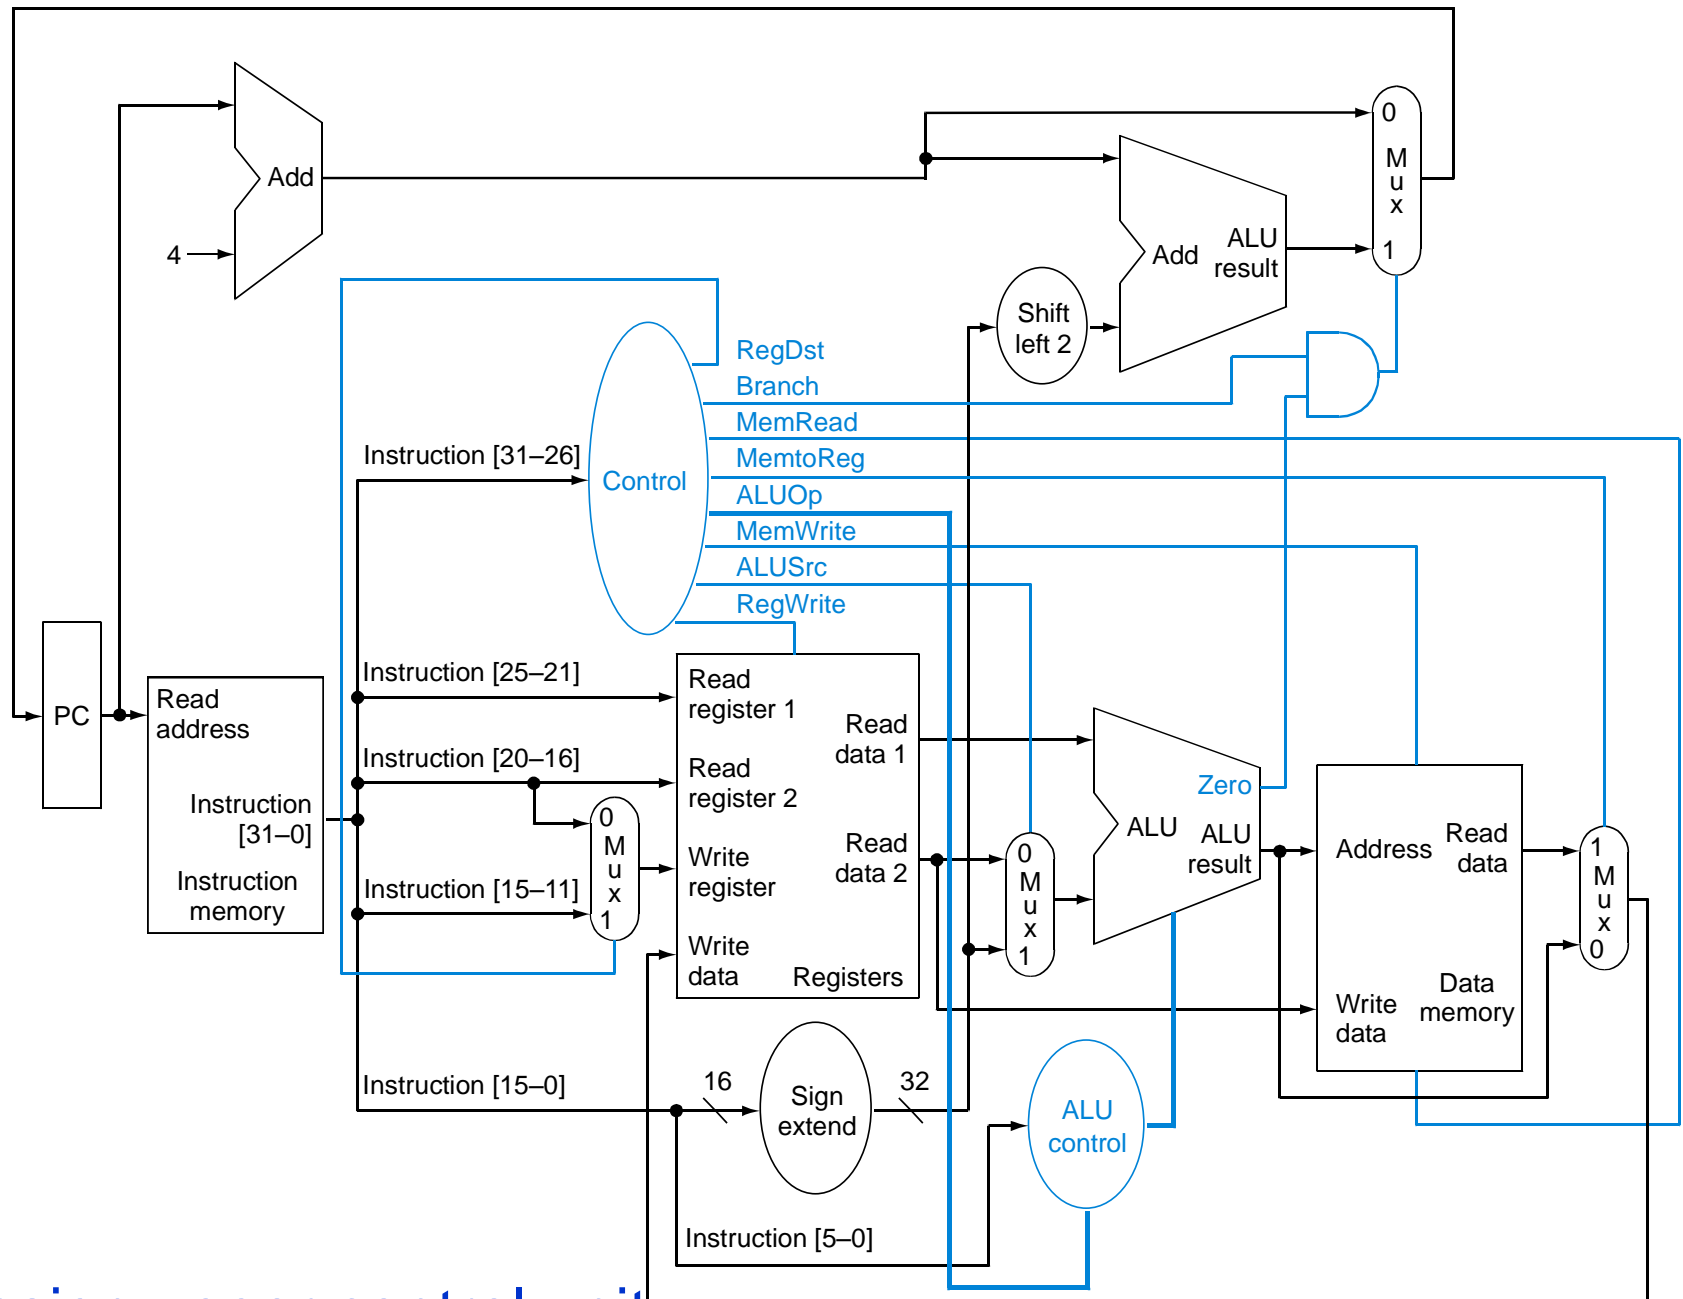 0
M
u
x
1
Add
4
Add
ALU
result
Shift
left 2
RegDst
Branch
MemRead
MemtoReg
ALUOp
MemWrite
ALUSrc
RegWrite
Control
Instruction [31–26]
Instruction [25–21]
Instruction [20–16]
Instruction [15–11]
Instruction [15–0]
Instruction [5–0]
PC
Read
address
Instruction
[31–0]
Instruction
memory
0
M
u
x
1
Read
register 1
Read
register 2
Write
register
Write
data
Read
data 1
Read
data 2
Registers
0
M
u
x
1
Zero
ALU
ALU
result
Address
Read
data
Write
data
Data
memory
1
M
u
x
0
16
Sign
extend
32
ALU
control